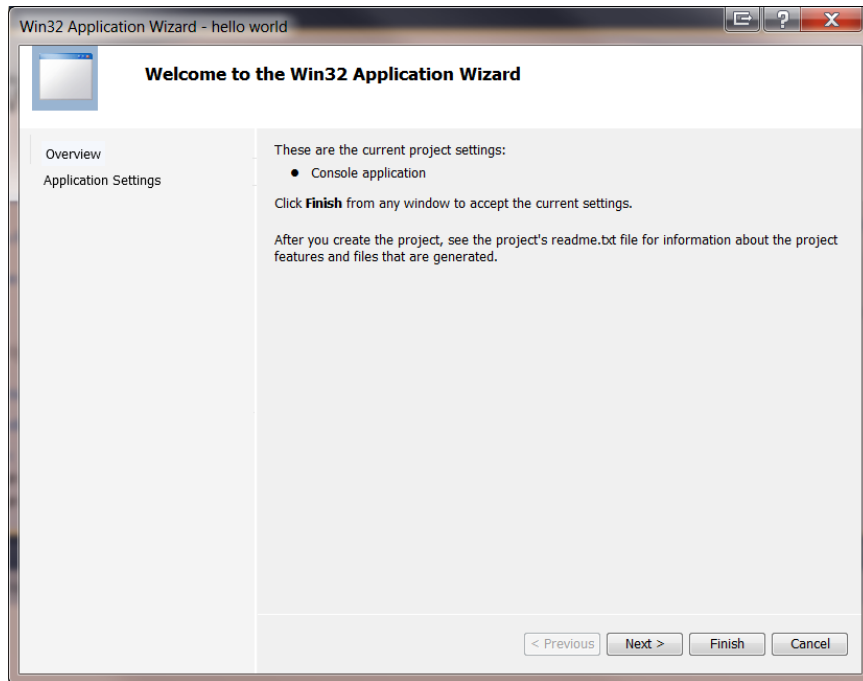 Win32 Application Wizard - hello world
Welcome to the Win32 Application Wizard
Overview
Application Settings
These are the current project settings:
● Console application
Click Finish from any window to accept the current settings.
After you create the project, see the project's readme.txt file for information about the project
features and files that are generated.
< Previous Next > Finish Cancel